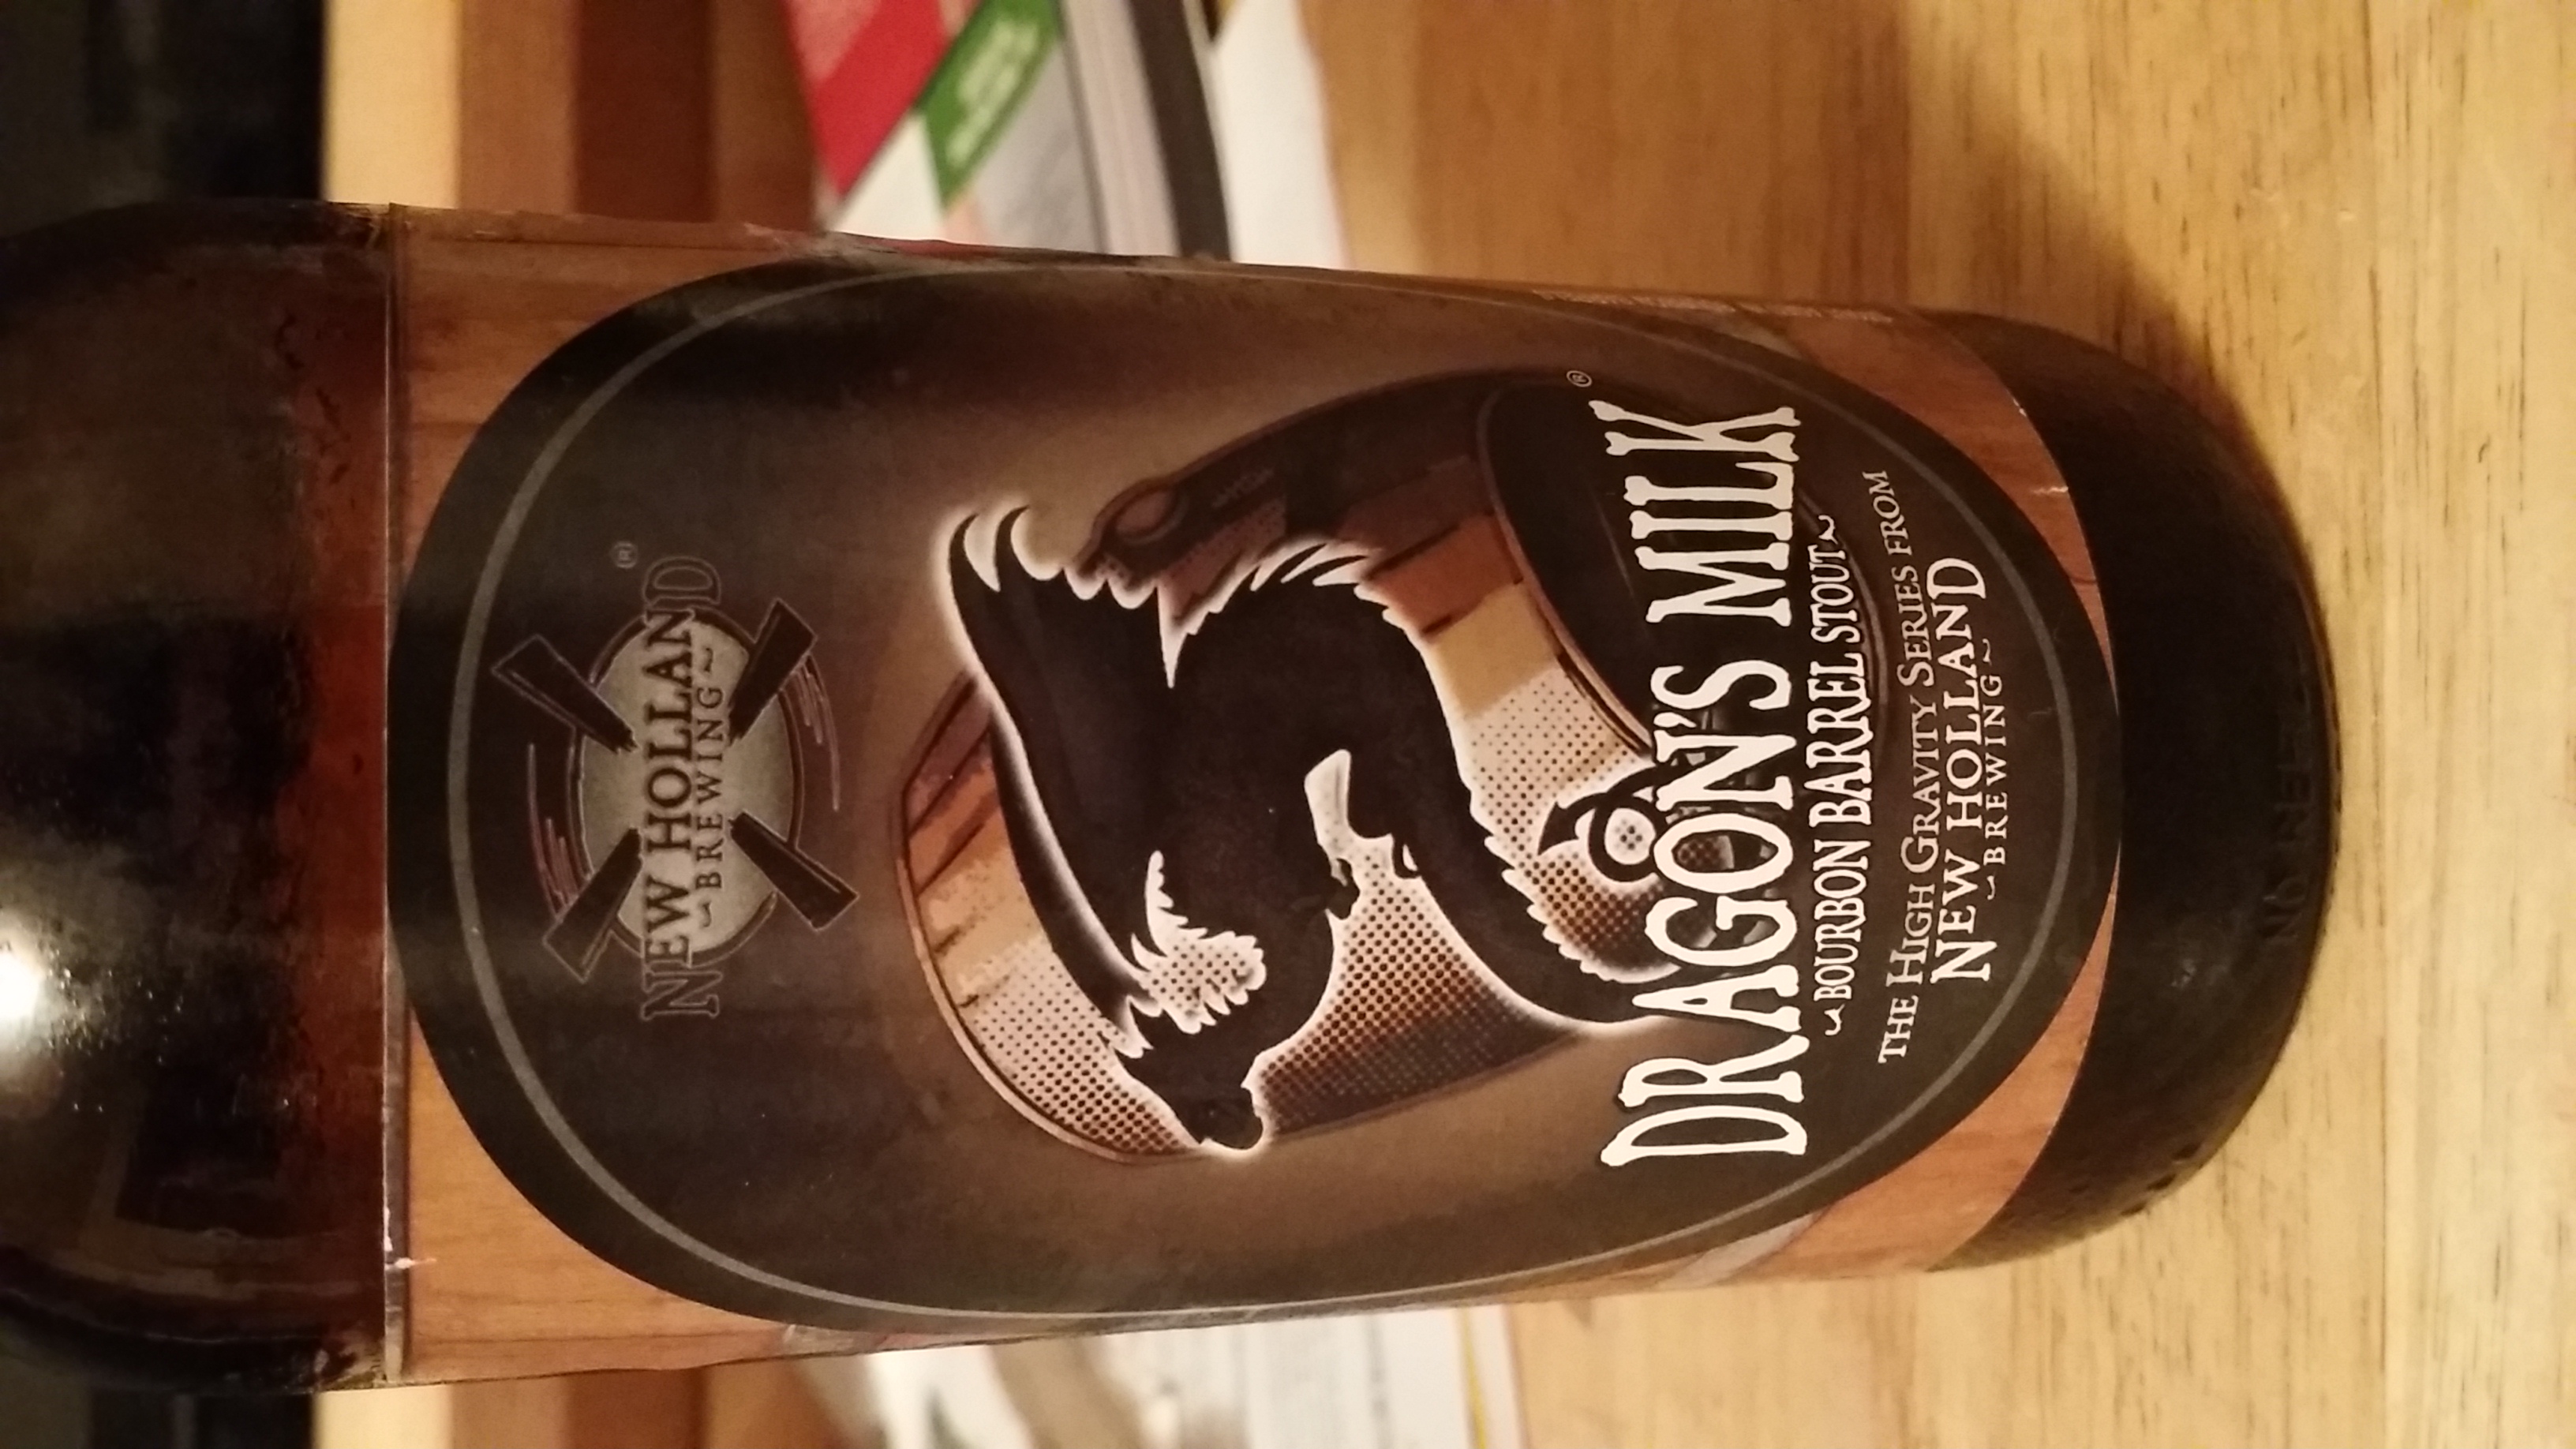 NEW HOLLAND ®
~BREWING~
DRAGON'S MILK ®
~BOURBON BARREL STOUT~
THE HIGH GRAVITY SERIES FROM
NEW HOLLAND
~BREWING~